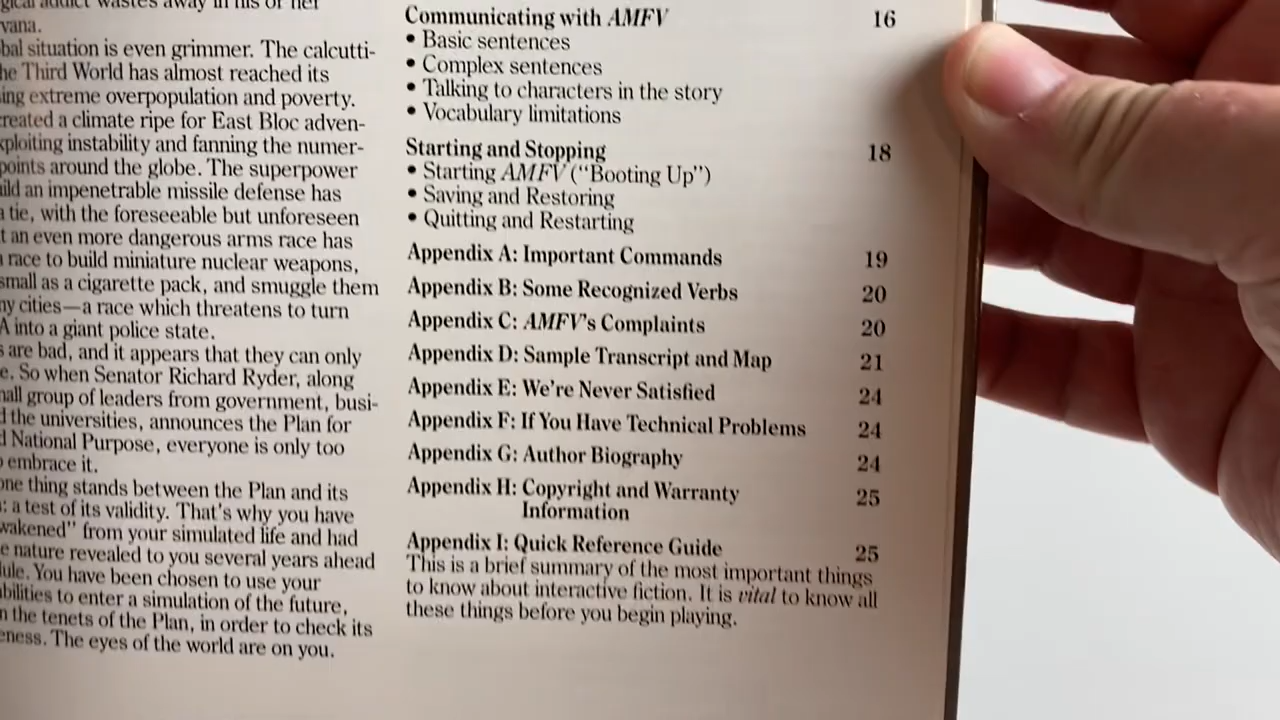 wastes away in his or her
vana.
bal situation is even grimmer. The calcutti-
he Third World has almost reached its
ing extreme overpopulation and poverty.
created a climate ripe for East Bloc adven-
xploiting instability and fanning the numer-
points around the globe. The superpower
ild an impenetrable missile defense has
a tie, with the foreseeable but unforeseen
t an even more dangerous arms race has
race to build miniature nuclear weapons,
small as a cigarette pack, and smuggle them
ny cities—a race which threatens to turn
A into a giant police state.
s are bad, and it appears that they can only
e. So when Senator Richard Ryder, along
nall group of leaders from government, busi-
d the universities, announces the Plan for
d National Purpose, everyone is only too
embrace it.
one thing stands between the Plan and its
: a test of its validity. That's why you have
wakened" from your simulated life and had
e nature revealed to you several years ahead
dule. You have been chosen to use your
abilities to enter a simulation of the future,
n the tenets of the Plan, in order to check its
eness. The eyes of the world are on you.
Communicating with AMFV 16
• Basic sentences
• Complex sentences
• Talking to characters in the story
• Vocabulary limitations
Starting and Stopping 18
• Starting AMFV ("Booting Up")
• Saving and Restoring
• Quitting and Restarting
Appendix A: Important Commands 19
Appendix B: Some Recognized Verbs 20
Appendix C: AMFV's Complaints 20
Appendix D: Sample Transcript and Map 21
Appendix E: We're Never Satisfied 24
Appendix F: If You Have Technical Problems 24
Appendix G: Author Biography 24
Appendix H: Copyright and Warranty 25
Information
Appendix I: Quick Reference Guide 25
This is a brief summary of the most important things
to know about interactive fiction. It is vital to know all
these things before you begin playing.